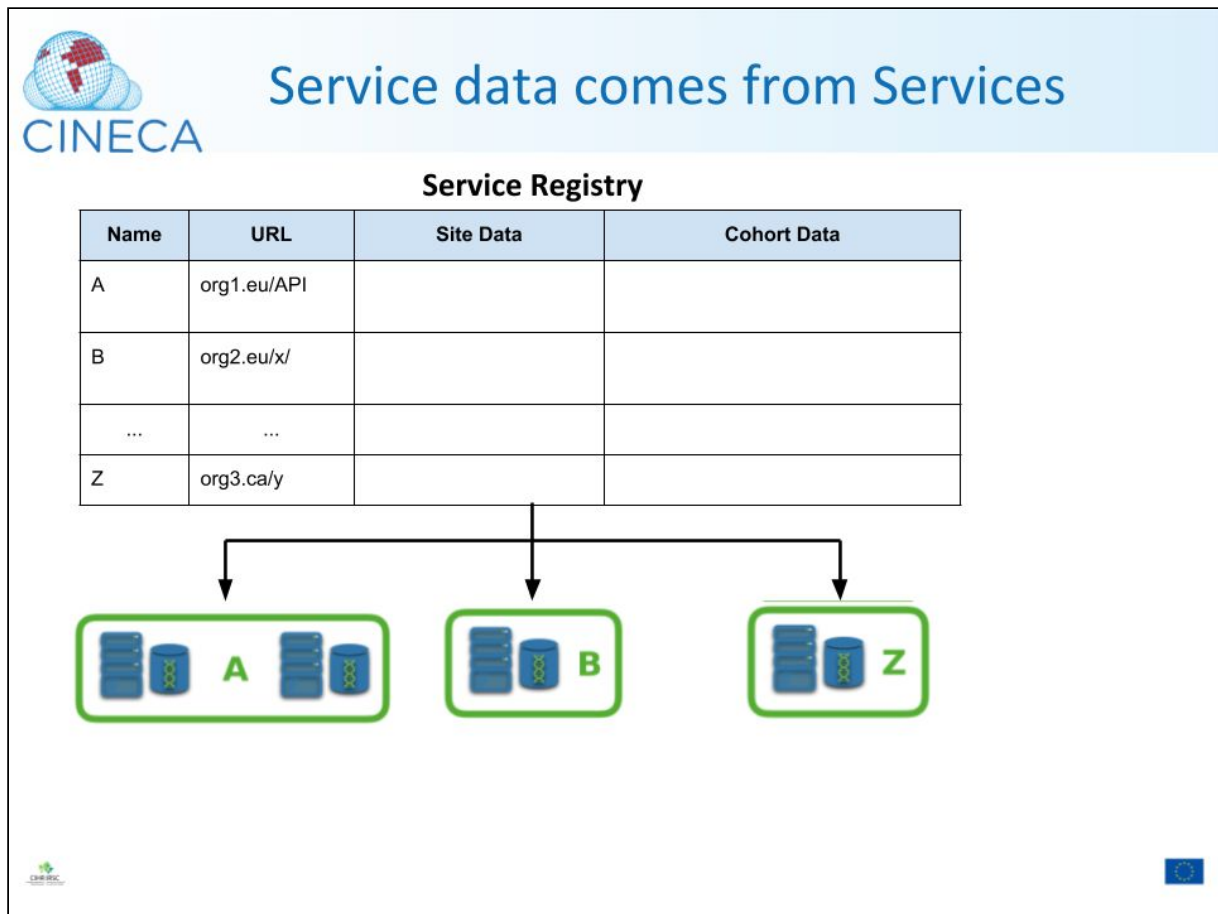 Service data comes from Services
CINECA
Service Registry
Name URL Site Data Cohort Data
A org1.eu/API
B org2.eu/x/
... ...
Z org3.ca/y
A B Z